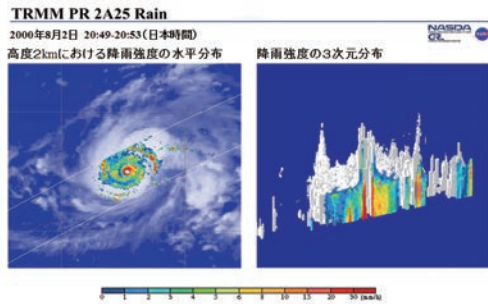 TRMM PR 2A25 Rain
2000年8月2日 20:49-20:53(日本時間)
NASDA
CRL
NASA
高度2kmにおける降雨強度の水平分布
降雨強度の3次元分布
0 1 2 3 4 5 6 8 10 13 20 30 (mm/h)